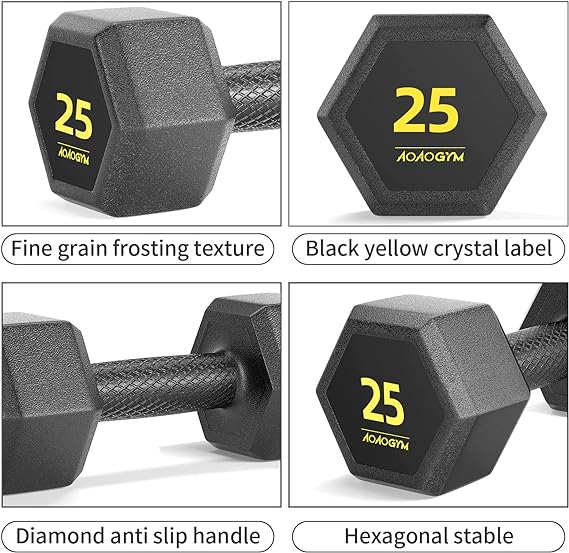 25
AOAOGYM
25
AOAOGYM
Fine grain frosting texture
Black yellow crystal label
25
AOAOGYM
Diamond anti slip handle
Hexagonal stable